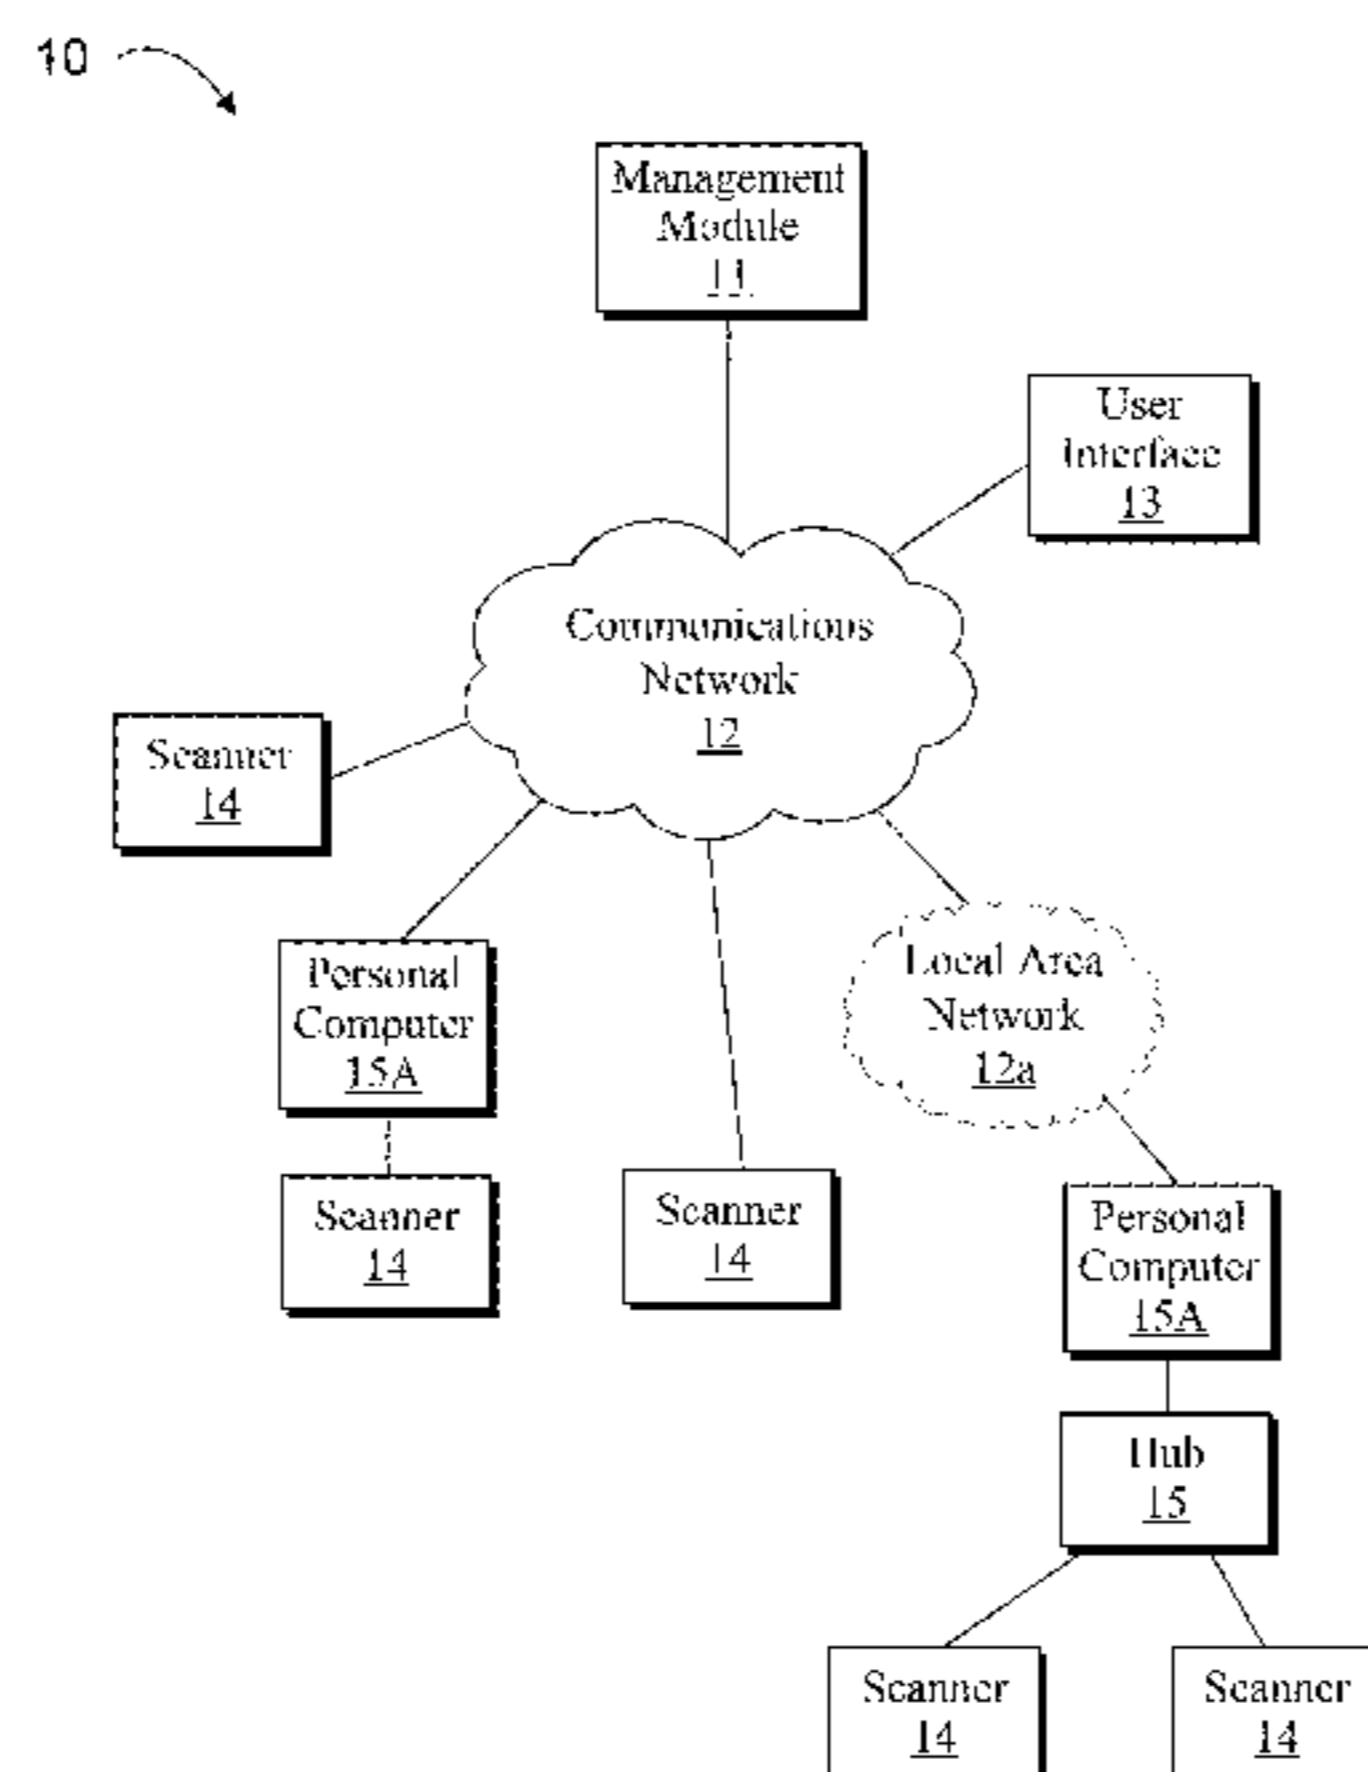 10
Management
Module
11
User
Interface
13
Communications
Network
12
Scanner
14
Personal
Computer
15A
Local Area
Network
12a
Scanner
14
Scanner
14
Personal
Computer
15A
Hub
15
Scanner
14
Scanner
14